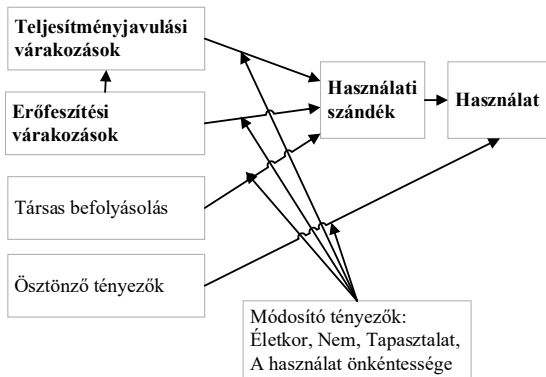 Teljesítményjavulási
várakozások
Erőfeszítési
várakozások
Társas befolyásolás
Ösztönző tényezők
Használati
szándék
Használat
Módosító tényezők:
Életkor, Nem, Tapasztalat,
A használat önkéntessége